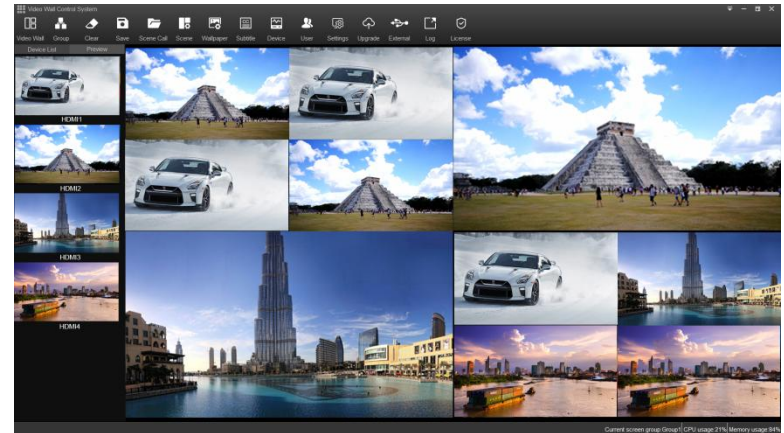 Video Wall Control System
Video Wall Group Clear Save Scene Call Scene Wallpaper Subtitle Device User Settings Upgrade External Log License
Device List Preview
HDMI1
HDMI2
HDMI3
HDMI4
Current screen group Group1 CPU usage 21% Memory usage 84%